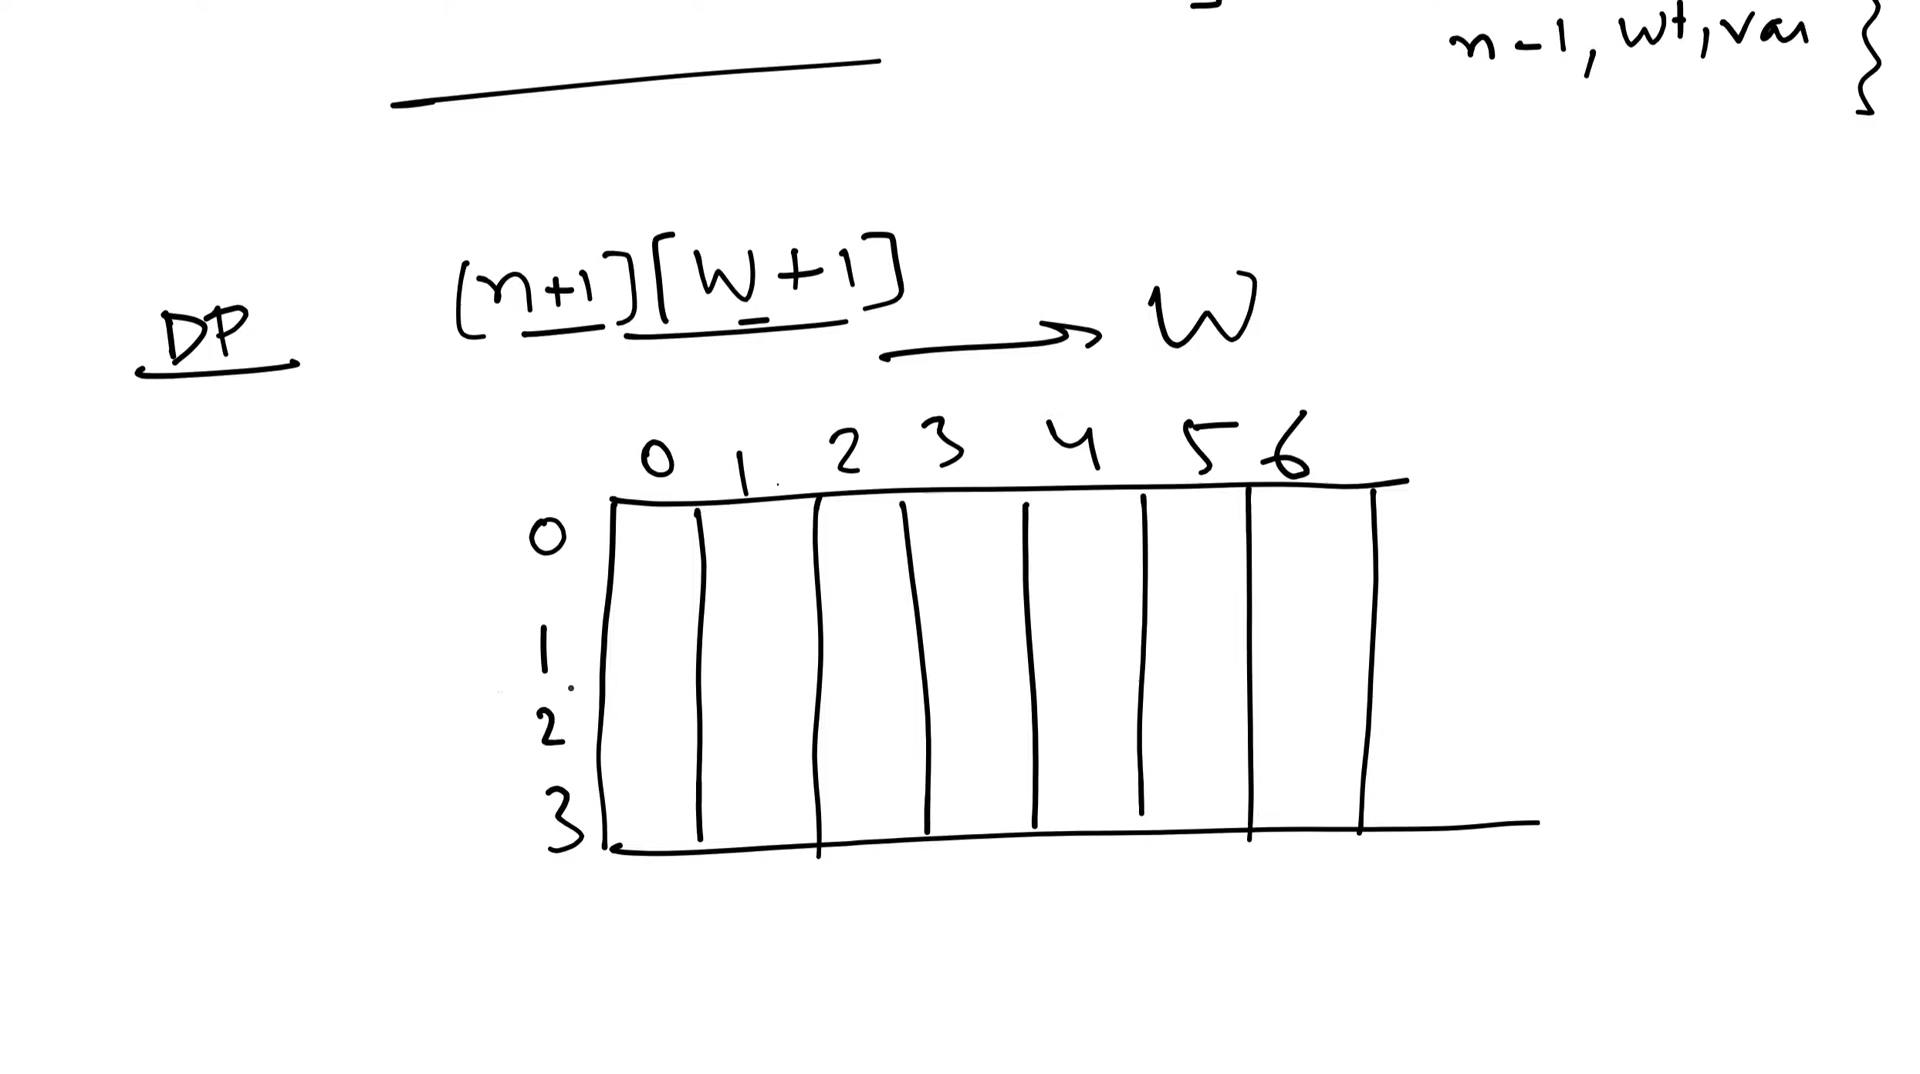 n-1, wt, val }
DP [n+1][W+1] → W
0 1 2 3 4 5 6
0
1
2
3